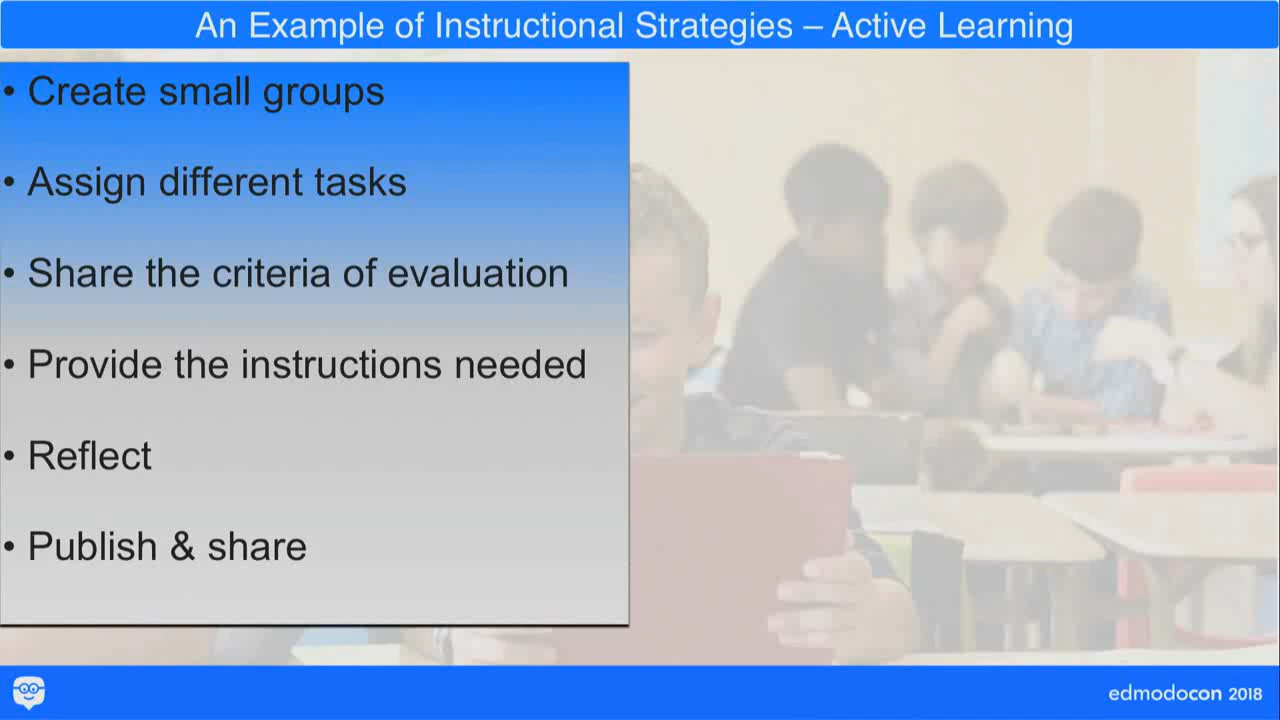 An Example of Instructional Strategies – Active Learning
• Create small groups
• Assign different tasks
• Share the criteria of evaluation
• Provide the instructions needed
• Reflect
• Publish & share
edmodocon 2018